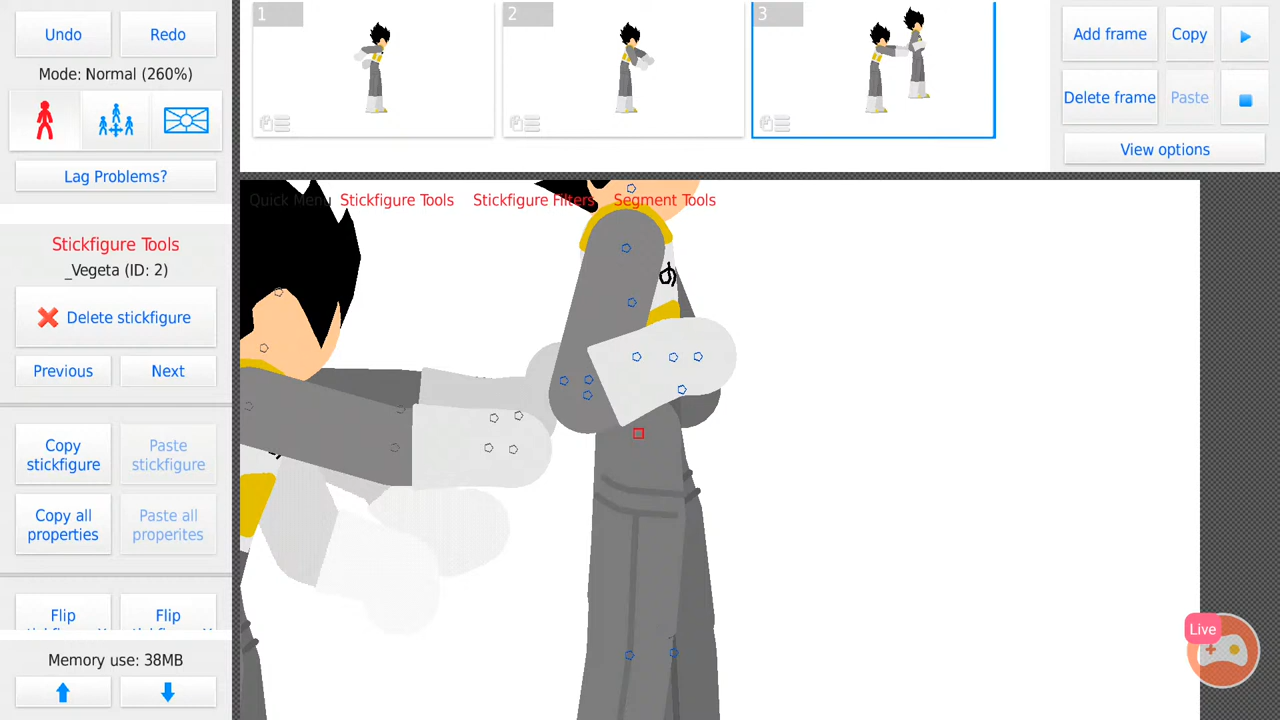 Undo
Redo
Mode: Normal (260%)
Lag Problems?
Stickfigure Tools
_Vegeta (ID: 2)
Delete stickfigure
Previous
Next
Copy stickfigure
Paste stickfigure
Copy all properties
Paste all properites
Flip
Flip
Memory use: 38MB
1
2
3
Add frame
Copy
Delete frame
Paste
View options
Quick Menu
Stickfigure Tools
Stickfigure Filters
Segment Tools
の
Live